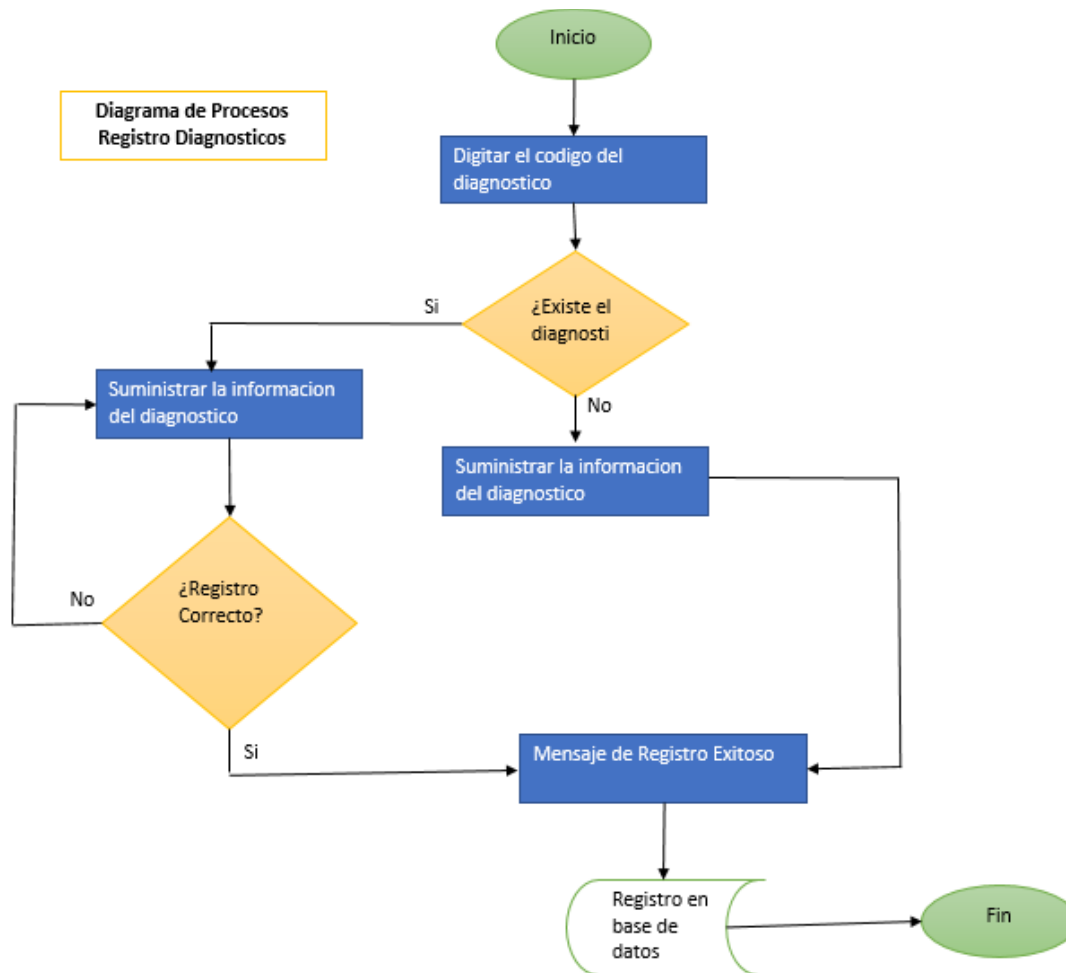 Inicio
Diagrama de Procesos
Registro Diagnosticos
Digitar el codigo del
diagnostico
¿Existe el
diagnosti
Si
No
Suministrar la informacion
del diagnostico
Suministrar la informacion
del diagnostico
¿Registro
Correcto?
No
Si
Mensaje de Registro Exitoso
Registro en
base de
datos
Fin